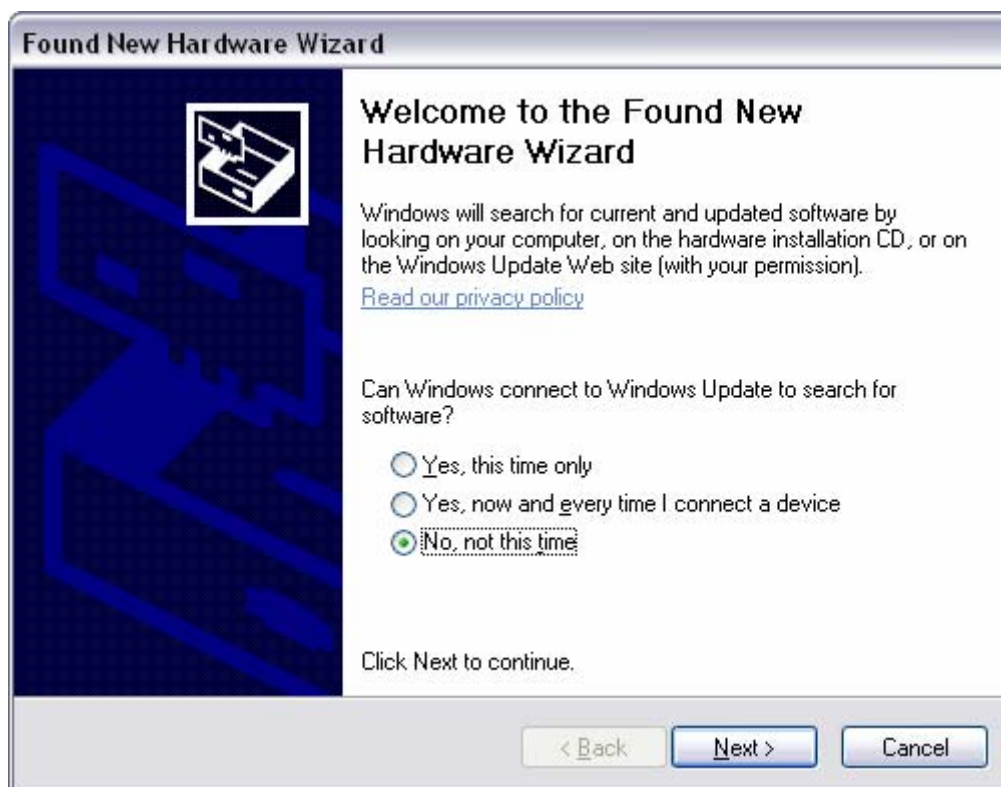 Found New Hardware Wizard
Welcome to the Found New
Hardware Wizard
Windows will search for current and updated software by
looking on your computer, on the hardware installation CD, or on
the Windows Update Web site (with your permission).
Read our privacy policy
Can Windows connect to Windows Update to search for
software?
Yes, this time only
Yes, now and every time I connect a device
No, not this time
Click Next to continue.
< Back
Next >
Cancel